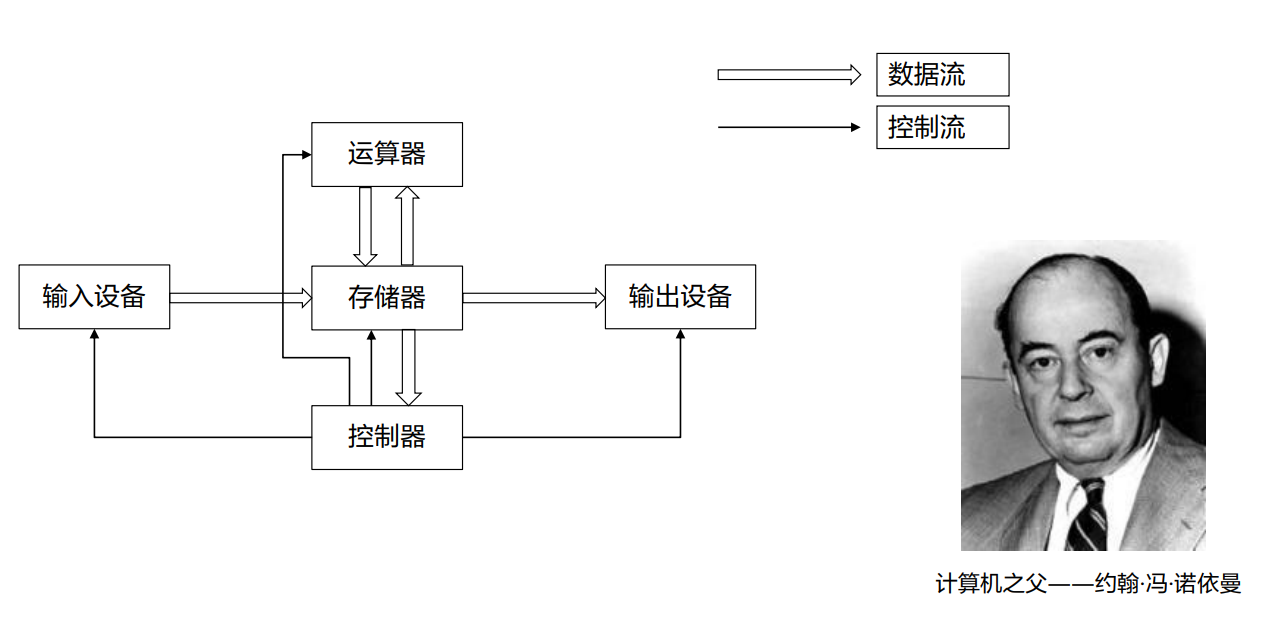 数据流
控制流
运算器
输入设备
存储器
输出设备
控制器
计算机之父——约翰·冯·诺依曼